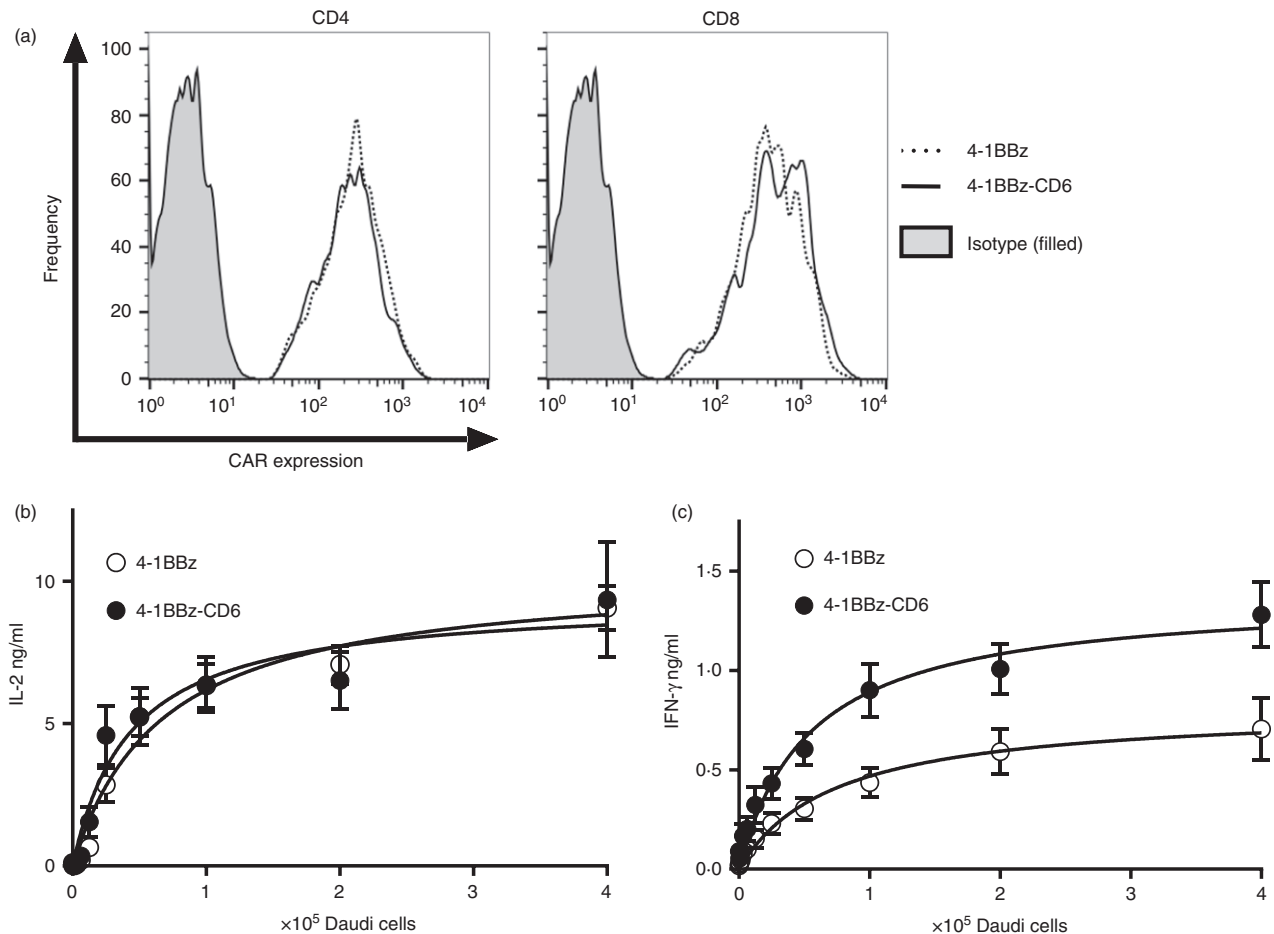 (a)
CD4
CD8
100
80
60
40
20
0
Frequency
10⁰ 10¹ 10² 10³ 10⁴
10⁰ 10¹ 10² 10³ 10⁴
CAR expression
4-1BBz
4-1BBz-CD6
Isotype (filled)
(b)
4-1BBz
4-1BBz-CD6
10
5
0
IL-2 ng/ml
0 1 2 3 4
×10⁵ Daudi cells
(c)
4-1BBz
4-1BBz-CD6
1·5
1·0
0·5
0·0
IFN-γ ng/ml
0 1 2 3 4
×10⁵ Daudi cells